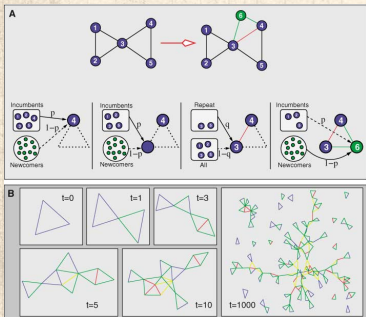 A
1
4
3
2
5
6
1
4
3
2
5
Incumbents
p
4
1-p
Newcomers
Incumbents
p
1-p
Newcomers
Repeat
q
4
3
All
1-q
Incumbents
p
4
3
6
1-p
Newcomers
B
t=0
t=1
t=3
t=5
t=10
t=1000